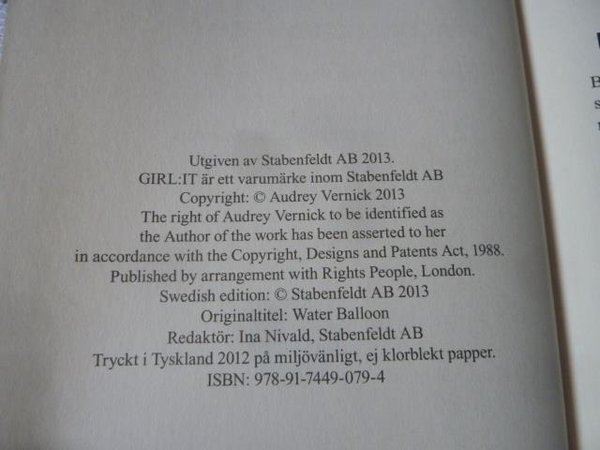 Utgiven av Stabenfeldt AB 2013.
GIRL:IT är ett varumärke inom Stabenfeldt AB
Copyright: © Audrey Vernick 2013
The right of Audrey Vernick to be identified as
the Author of the work has been asserted to her
in accordance with the Copyright, Designs and Patents Act, 1988.
Published by arrangement with Rights People, London.
Swedish edition: © Stabenfeldt AB 2013
Originaltitel: Water Balloon
Redaktör: Ina Nivald, Stabenfeldt AB
Tryckt i Tyskland 2012 på miljövänligt, ej klorblekt papper.
ISBN: 978-91-7449-079-4